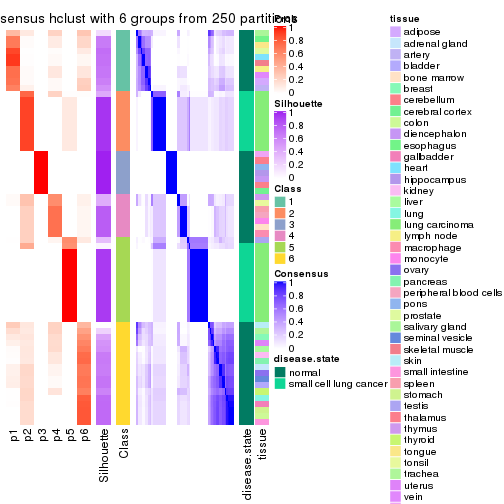 sensus hclust with 6 groups from 250 partitions
Prob
1
0.8
0.6
0.4
0.2
0
Silhouette
1
0.8
0.6
0.4
0.2
0
Class
1
2
3
4
5
6
Consensus
1
0.8
0.6
0.4
0.2
0
disease.state
normal
small cell lung cancer
tissue
adipose
adrenal gland
artery
bladder
bone marrow
breast
cerebellum
cerebral cortex
colon
diencephalon
esophagus
galbladder
heart
hippocampus
kidney
liver
lung
lung carcinoma
lymph node
macrophage
monocyte
ovary
pancreas
peripheral blood cells
pons
prostate
salivary gland
seminal vesicle
skeletal muscle
skin
small intestine
spleen
stomach
testis
thalamus
thymus
thyroid
tongue
tonsil
trachea
uterus
vein
p1
p2
p3
p4
p5
p6
Silhouette
Class
disease.state
tissue